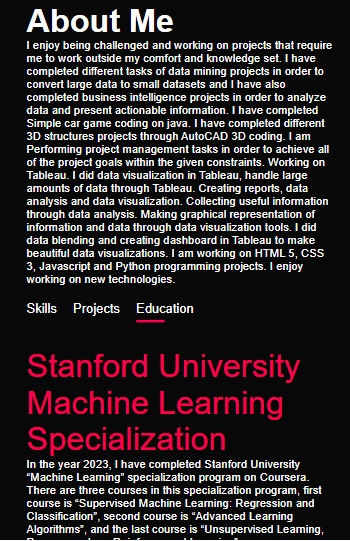 About Me
I enjoy being challenged and working on projects that require
me to work outside my comfort and knowledge set. I have
completed different tasks of data mining projects in order to
convert large data to small datasets and I have also
completed business intelligence projects in order to analyze
data and present actionable information. I have completed
Simple car game coding on java. I have completed different
3D structures projects through AutoCAD 3D coding. I am
Performing project management tasks in order to achieve all
of the project goals within the given constraints. Working on
Tableau. I did data visualization in Tableau, handle large
amounts of data through Tableau. Creating reports, data
analysis and data visualization. Collecting useful information
through data analysis. Making graphical representation of
information and data through data visualization tools. I did
data blending and creating dashboard in Tableau to make
beautiful data visualizations. I am working on HTML 5, CSS
3, Javascript and Python programming projects. I enjoy
working on new technologies.
Skills Projects Education
Stanford University
Machine Learning
Specialization
In the year 2023, I have completed Stanford University
“Machine Learning” specialization program on Coursera.
There are three courses in this specialization program, first
course is “Supervised Machine Learning: Regression and
Classification”, second course is “Advanced Learning
Algorithms”, and the last course is “Unsupervised Learning,